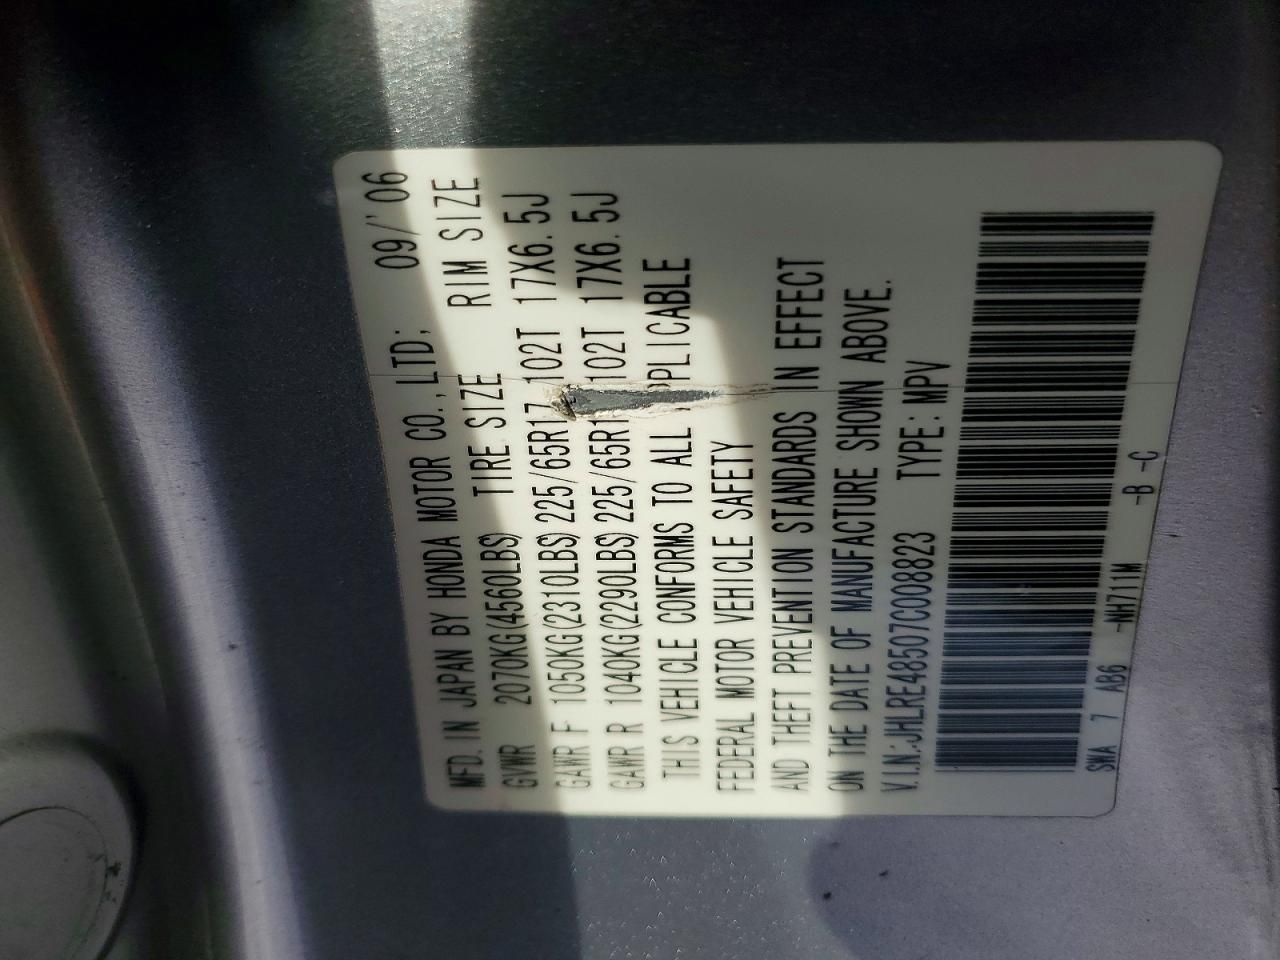 MFD. IN JAPAN BY HONDA MOTOR CO.,LTD; 09/'06
GVWR 2070KG(4560LBS) TIRE SIZE RIM SIZE
GAWR F 1050KG(2310LBS) 225/65R17 102T 17X6.5J
GAWR R 1040KG(2290LBS) 225/65R1 102T 17X6.5J
THIS VEHICLE CONFORMS TO ALL PPLICABLE
FEDERAL MOTOR VEHICLE SAFETY
AND THEFT PREVENTION STANDARDS IN EFFECT
ON THE DATE OF MANUFACTURE SHOWN ABOVE.
V.I.N.:JHLRE48507C008823 TYPE: MPV
SWA 7 AB6 -NH711M -B -C